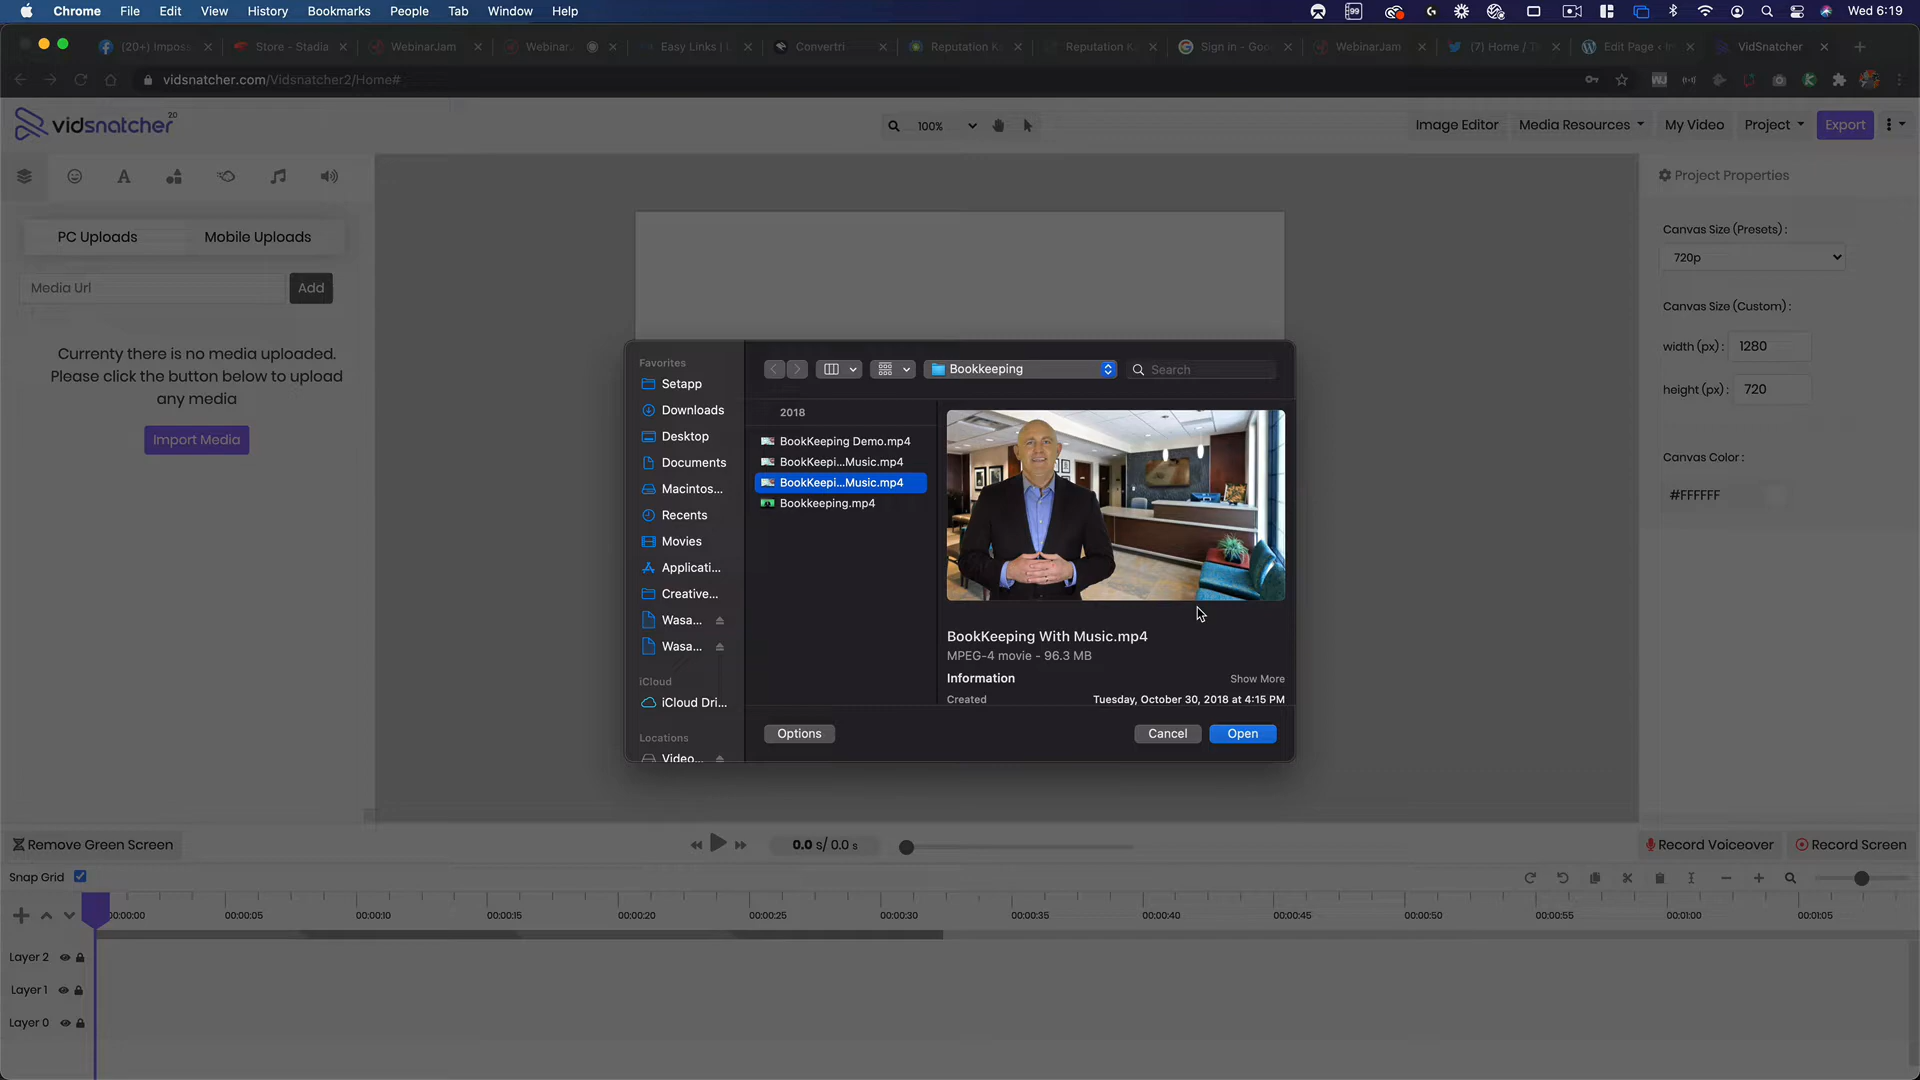 Chrome File Edit View History Bookmarks People Tab Window Help
99
Wed 6:19
(20+) Imposs
Store - Stadia
WebinarJam
Webinar.
Easy Links | L
Convertri
Reputation K
Reputation K
Sign in - Goo
WebinarJam
(7) Home / T
Edit Page ‹ I
VidSnatcher
vidsnatcher.com/Vidsnatcher2/Home#
vidsnatcher 2.0
100%
Image Editor Media Resources My Video Project Export
PC Uploads Mobile Uploads
Media Url Add
Currenty there is no media uploaded.
Please click the button below to upload
any media
Import Media
Project Properties
Canvas Size (Presets) :
720p
Canvas Size (Custom) :
width (px) : 1280
height (px) : 720
Canvas Color :
#FFFFFF
Favorites
Setapp
Downloads
Desktop
Documents
Macintos...
Recents
Movies
Applicati...
Creative...
Wasa...
Wasa...
iCloud
iCloud Dri...
Locations
Video...
Bookkeeping
Search
2018
BookKeeping Demo.mp4
BookKeepi...Music.mp4
BookKeepi...Music.mp4
Bookkeeping.mp4
BookKeeping With Music.mp4
MPEG-4 movie - 96.3 MB
Information Show More
Created Tuesday, October 30, 2018 at 4:15 PM
Options Cancel Open
Remove Green Screen
0.0 s/ 0.0 s
Record Voiceover Record Screen
Snap Grid
00:00:00 00:00:05 00:00:10 00:00:15 00:00:20 00:00:25 00:00:30 00:00:35 00:00:40 00:00:45 00:00:50 00:00:55 00:01:00 00:01:05
Layer 2
Layer 1
Layer 0